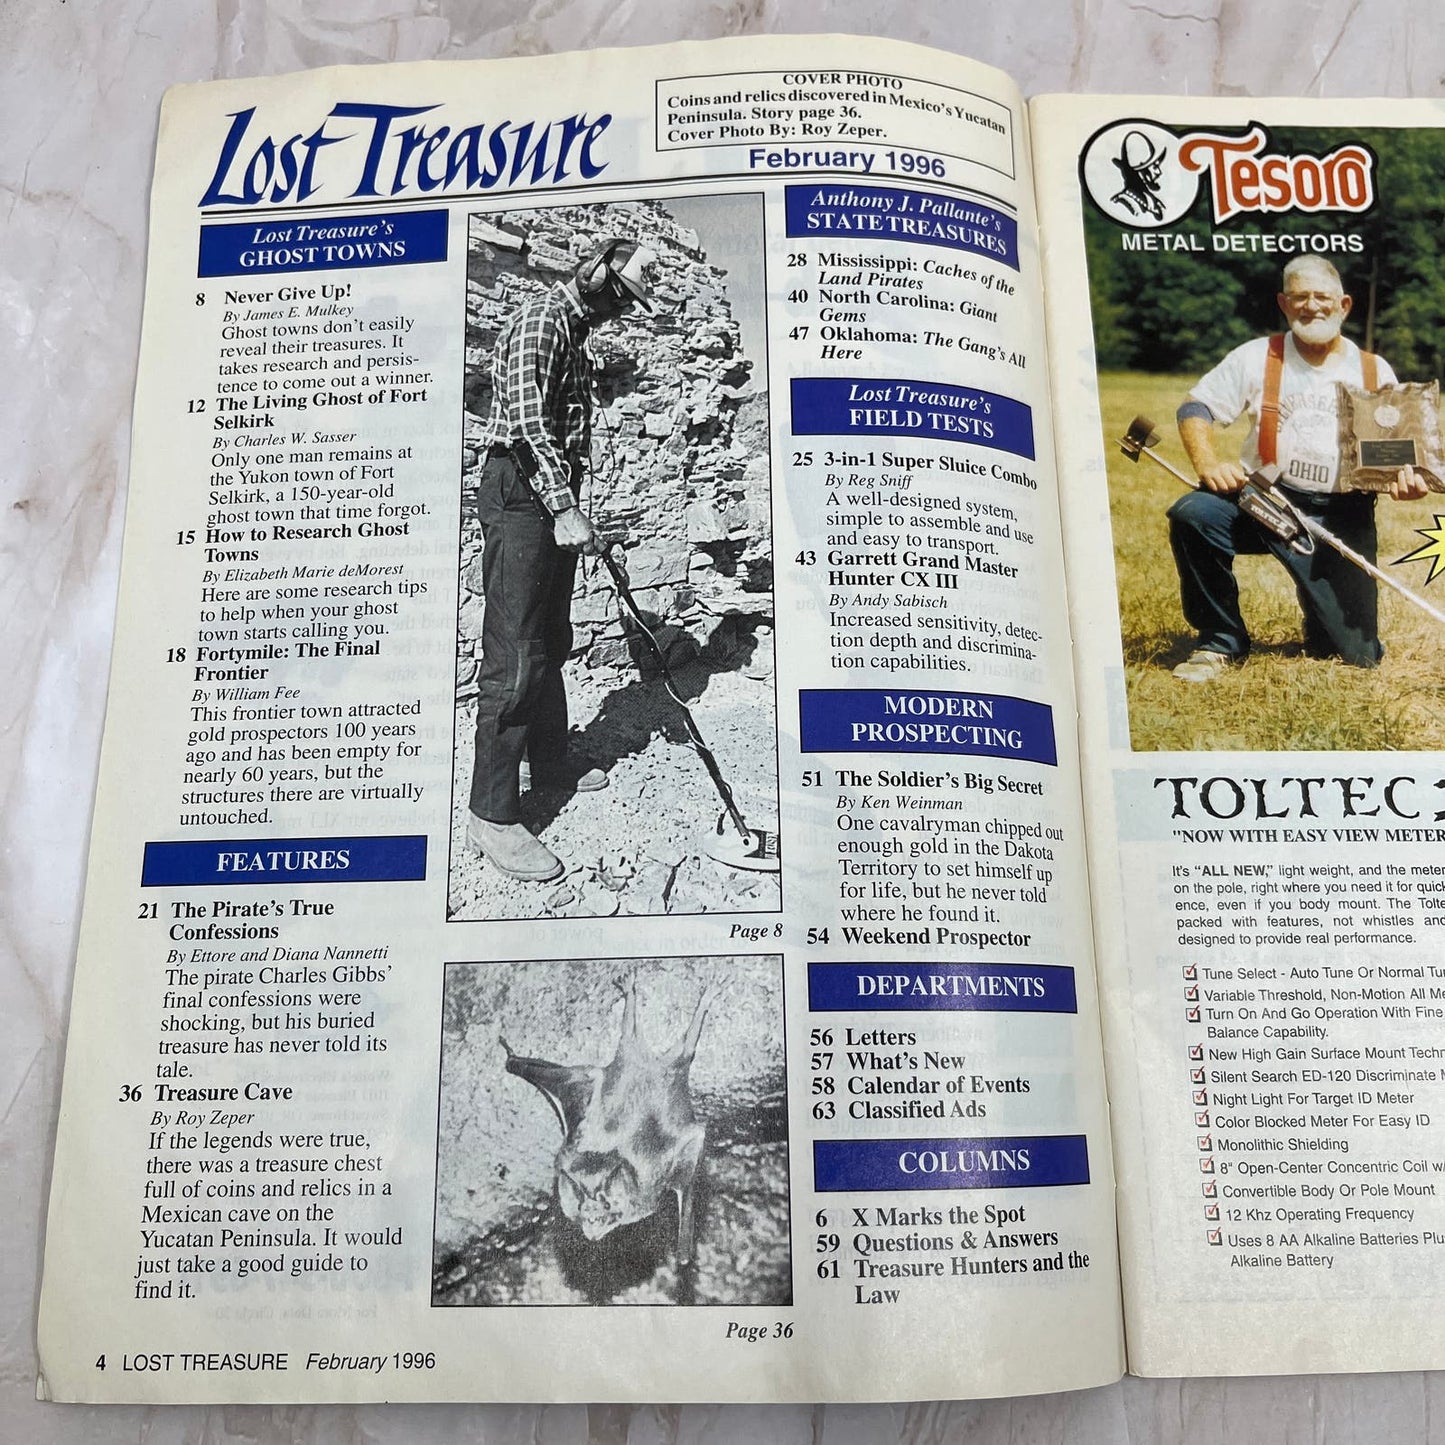 Lost Treasure
COVER PHOTO
Coins and relics discovered in Mexico's Yucatan
Peninsula. Story page 36.
Cover Photo By: Roy Zeper.
February 1996
Lost Treasure's
GHOST TOWNS
8 Never Give Up!
By James E. Mulkey
Ghost towns don't easily
reveal their treasures. It
takes research and persis-
tence to come out a winner.
12 The Living Ghost of Fort
Selkirk
By Charles W. Sasser
Only one man remains at
the Yukon town of Fort
Selkirk, a 150-year-old
ghost town that time forgot.
15 How to Research Ghost
Towns
By Elizabeth Marie deMorest
Here are some research tips
to help when your ghost
town starts calling you.
18 Fortymile: The Final
Frontier
By William Fee
This frontier town attracted
gold prospectors 100 years
ago and has been empty for
nearly 60 years, but the
structures there are virtually
untouched.
FEATURES
21 The Pirate's True
Confessions
By Ettore and Diana Nannetti
The pirate Charles Gibbs'
final confessions were
shocking, but his buried
treasure has never told its
tale.
36 Treasure Cave
By Roy Zeper
If the legends were true,
there was a treasure chest
full of coins and relics in a
Mexican cave on the
Yucatan Peninsula. It would
just take a good guide to
find it.
Page 8
Page 36
Anthony J. Pallante's
STATE TREASURES
28 Mississippi: Caches of the
Land Pirates
40 North Carolina: Giant
Gems
47 Oklahoma: The Gang's All
Here
Lost Treasure's
FIELD TESTS
25 3-in-1 Super Sluice Combo
By Reg Sniff
A well-designed system,
simple to assemble and use
and easy to transport.
43 Garrett Grand Master
Hunter CX III
By Andy Sabisch
Increased sensitivity, detec-
tion depth and discrimina-
tion capabilities.
MODERN
PROSPECTING
51 The Soldier's Big Secret
By Ken Weinman
One cavalryman chipped out
enough gold in the Dakota
Territory to set himself up
for life, but he never told
where he found it.
54 Weekend Prospector
DEPARTMENTS
56 Letters
57 What's New
58 Calendar of Events
63 Classified Ads
COLUMNS
6 X Marks the Spot
59 Questions & Answers
61 Treasure Hunters and the
Law
4 LOST TREASURE February 1996
Tesoro
METAL DETECTORS
OHIO
TOLTEC
"NOW WITH EASY VIEW METER
It's "ALL NEW," light weight, and the meter
on the pole, right where you need it for quick
ence, even if you body mount. The Tolte
packed with features, not whistles and
designed to provide real performance.
Tune Select - Auto Tune Or Normal Tu
Variable Threshold, Non-Motion All Me
Turn On And Go Operation With Fine
Balance Capability.
New High Gain Surface Mount Techn
Silent Search ED-120 Discriminate M
Night Light For Target ID Meter
Color Blocked Meter For Easy ID
Monolithic Shielding
8" Open-Center Concentric Coil w/
Convertible Body Or Pole Mount
12 Khz Operating Frequency
Uses 8 AA Alkaline Batteries Plu
Alkaline Battery